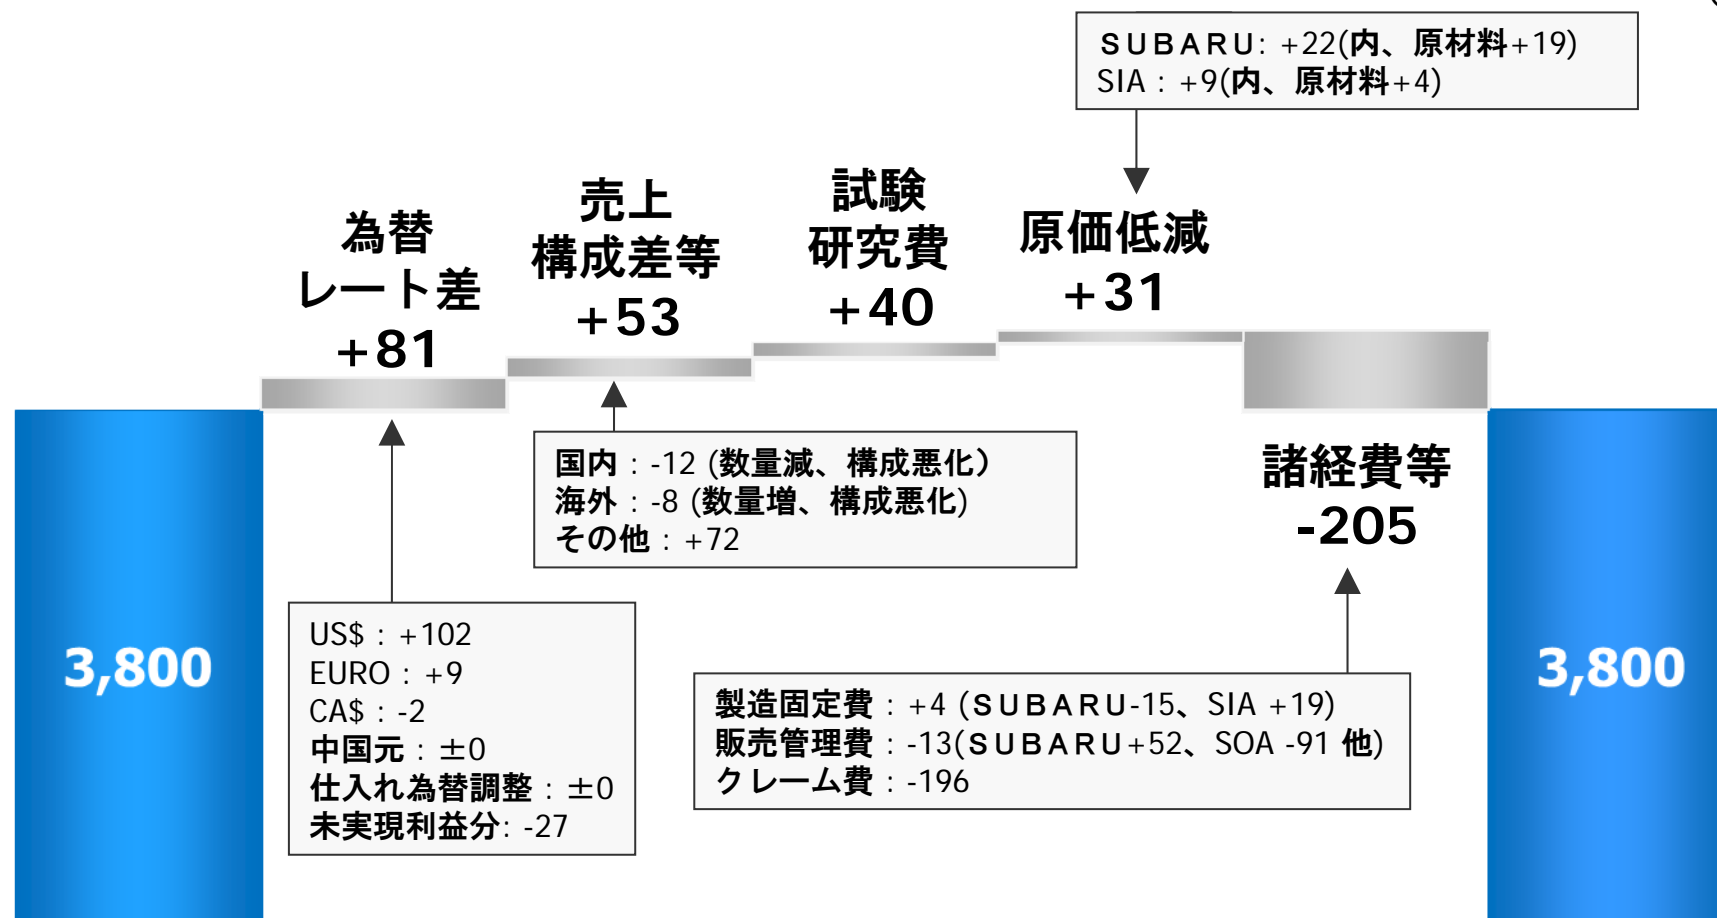 ＳＵＢＡＲＵ: +22(内、原材料+19)
SIA : +9(内、原材料+4)
為替
レート差
+81
売上
構成差等
+53
試験
研究費
+40
原価低減
+31
国内 : -12 (数量減、構成悪化）
海外 : -8 (数量増、構成悪化)
その他 : +72
諸経費等
-205
US$ : +102
EURO : +9
CA$ : -2
中国元 : ±0
仕入れ為替調整 : ±0
未実現利益分: -27
3,800
製造固定費 : +4 (ＳＵＢＡＲＵ-15、SIA +19)
販売管理費 : -13(ＳＵＢＡＲＵ+52、SOA -91 他)
クレーム費 : -196
3,800